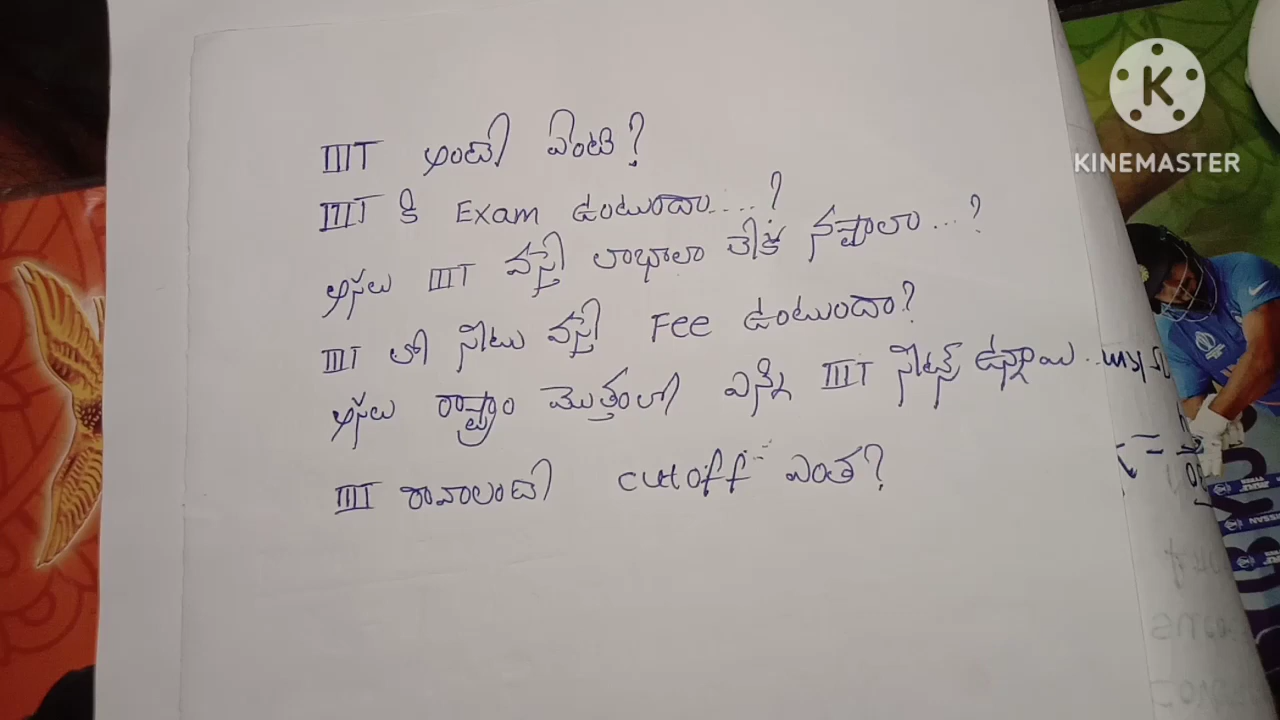 IIIT అంటే ఏంటి?
IIIT కి Exam ఉంటుందా....?
అసలు IIIT వస్తే లాభాలా లేక నష్టాలా...?
IIIT లో సీటు వస్తే Fee ఉంటుందా?
అసలు రాష్ట్రం మొత్తంలో ఎన్ని IIIT సీట్స్ ఉన్నాయి..
IIIT రావాలంటే cutoff ఎంత?
K
KINEMASTER